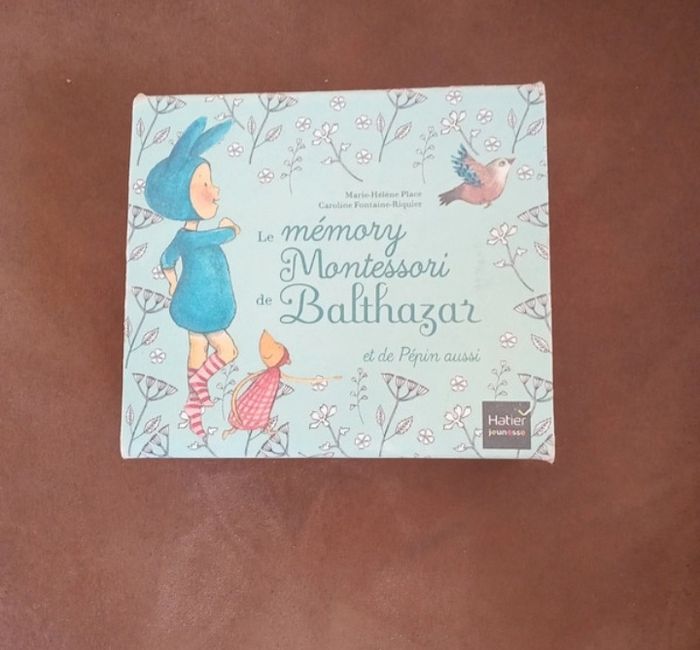 Marie-Hélène Place
Caroline Fontaine-Riquier
Le mémory
Montessori
de Balthazar
et de Pépin aussi
Hatier
jeunesse